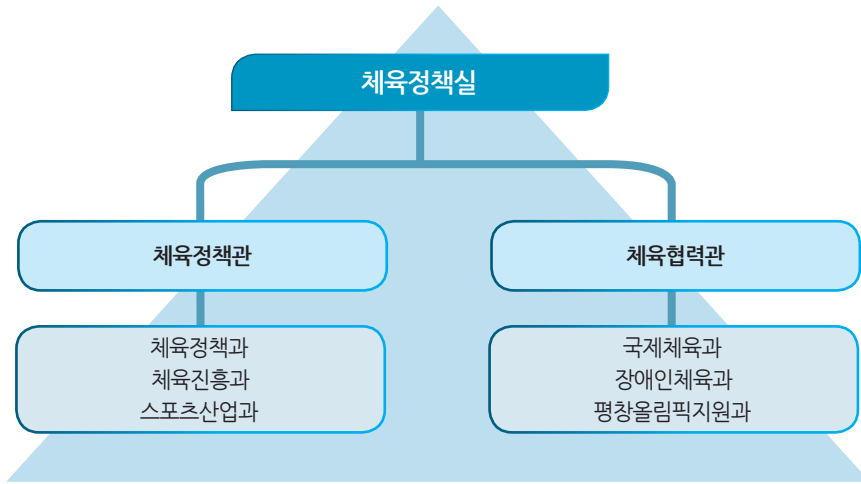 체육정책실
체육정책관
체육협력관
체육정책과
체육진흥과
스포츠산업과
국제체육과
장애인체육과
평창올림픽지원과